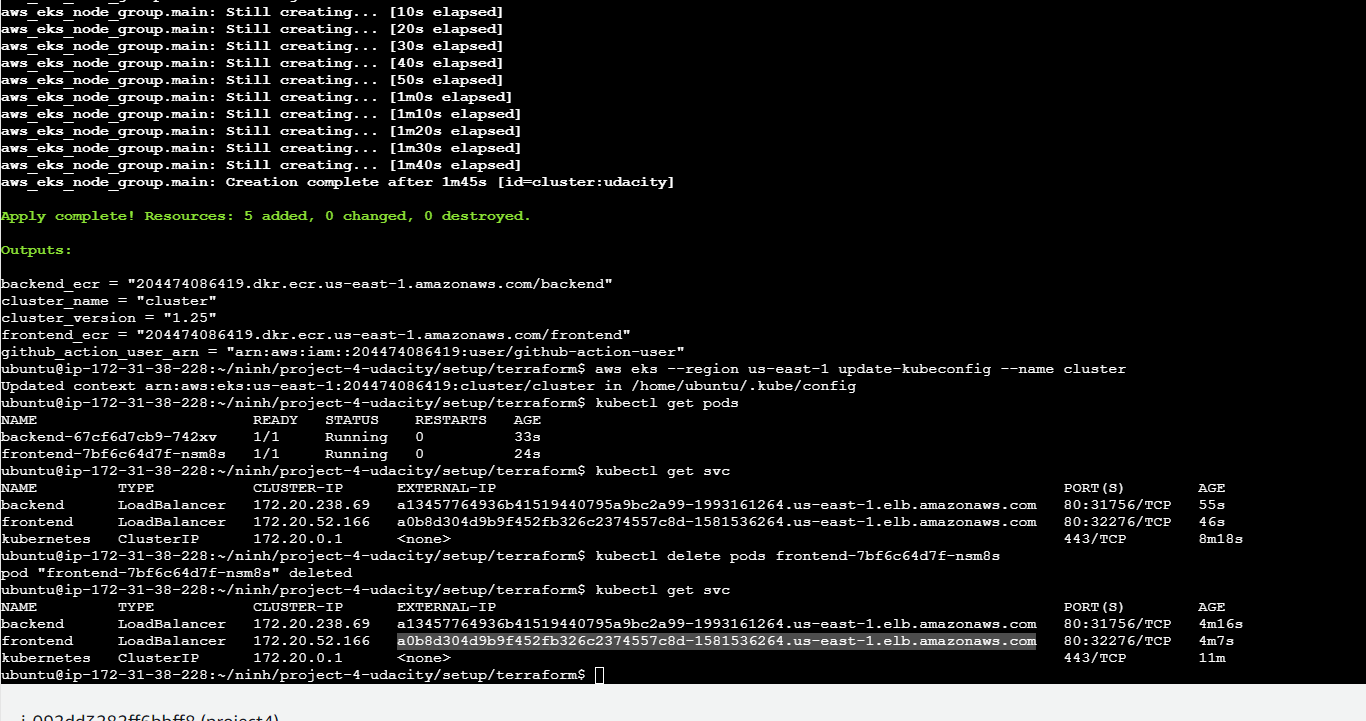 aws_eks_node_group.main: Still creating... [10s elapsed]
aws_eks_node_group.main: Still creating... [20s elapsed]
aws_eks_node_group.main: Still creating... [30s elapsed]
aws_eks_node_group.main: Still creating... [40s elapsed]
aws_eks_node_group.main: Still creating... [50s elapsed]
aws_eks_node_group.main: Still creating... [1m0s elapsed]
aws_eks_node_group.main: Still creating... [1m10s elapsed]
aws_eks_node_group.main: Still creating... [1m20s elapsed]
aws_eks_node_group.main: Still creating... [1m30s elapsed]
aws_eks_node_group.main: Still creating... [1m40s elapsed]
aws_eks_node_group.main: Creation complete after 1m45s [id=cluster:udacity]
Apply complete! Resources: 5 added, 0 changed, 0 destroyed.
Outputs:
backend_ecr = "204474086419.dkr.ecr.us-east-1.amazonaws.com/backend"
cluster_name = "cluster"
cluster_version = "1.25"
frontend_ecr = "204474086419.dkr.ecr.us-east-1.amazonaws.com/frontend"
github_action_user_arn = "arn:aws:iam::204474086419:user/github-action-user"
ubuntu@ip-172-31-38-228:~/ninh/project-4-udacity/setup/terraform$ aws eks --region us-east-1 update-kubeconfig --name cluster
Updated context arn:aws:eks:us-east-1:204474086419:cluster/cluster in /home/ubuntu/.kube/config
ubuntu@ip-172-31-38-228:~/ninh/project-4-udacity/setup/terraform$ kubectl get pods
NAME READY STATUS RESTARTS AGE
backend-67cf6d7cb9-742xv 1/1 Running 0 33s
frontend-7bf6c64d7f-nsm8s 1/1 Running 0 24s
ubuntu@ip-172-31-38-228:~/ninh/project-4-udacity/setup/terraform$ kubectl get svc
NAME TYPE CLUSTER-IP EXTERNAL-IP PORT(S) AGE
backend LoadBalancer 172.20.238.69 a13457764936b41519440795a9bc2a99-1993161264.us-east-1.elb.amazonaws.com 80:31756/TCP 55s
frontend LoadBalancer 172.20.52.166 a0b8d304d9b9f452fb326c2374557c8d-1581536264.us-east-1.elb.amazonaws.com 80:32276/TCP 46s
kubernetes ClusterIP 172.20.0.1 <none> 443/TCP 8m18s
ubuntu@ip-172-31-38-228:~/ninh/project-4-udacity/setup/terraform$ kubectl delete pods frontend-7bf6c64d7f-nsm8s
pod "frontend-7bf6c64d7f-nsm8s" deleted
ubuntu@ip-172-31-38-228:~/ninh/project-4-udacity/setup/terraform$ kubectl get svc
NAME TYPE CLUSTER-IP EXTERNAL-IP PORT(S) AGE
backend LoadBalancer 172.20.238.69 a13457764936b41519440795a9bc2a99-1993161264.us-east-1.elb.amazonaws.com 80:31756/TCP 4m16s
frontend LoadBalancer 172.20.52.166 a0b8d304d9b9f452fb326c2374557c8d-1581536264.us-east-1.elb.amazonaws.com 80:32276/TCP 4m7s
kubernetes ClusterIP 172.20.0.1 <none> 443/TCP 11m
ubuntu@ip-172-31-38-228:~/ninh/project-4-udacity/setup/terraform$
(project4)